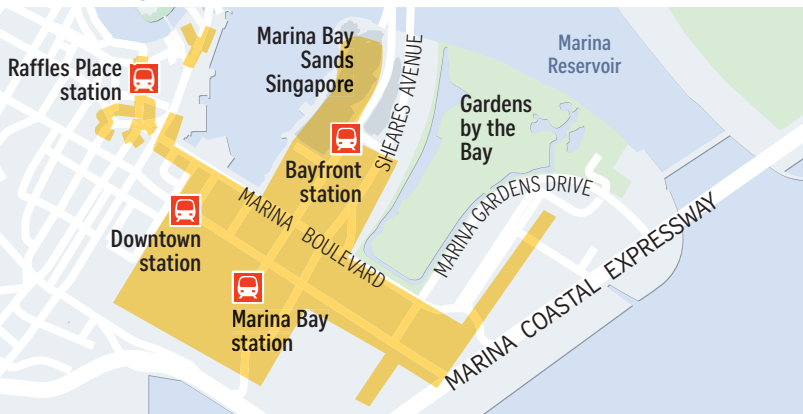 Marina Bay
Sands
Singapore
Marina
Reservoir
Raffles Place
station
SHEARES AVENUE
Gardens
by the
Bay
Bayfront
station
MARINA BOULEVARD
MARINA GARDENS DRIVE
Downtown
station
Marina Bay
station
MARINA COASTAL EXPRESSWAY